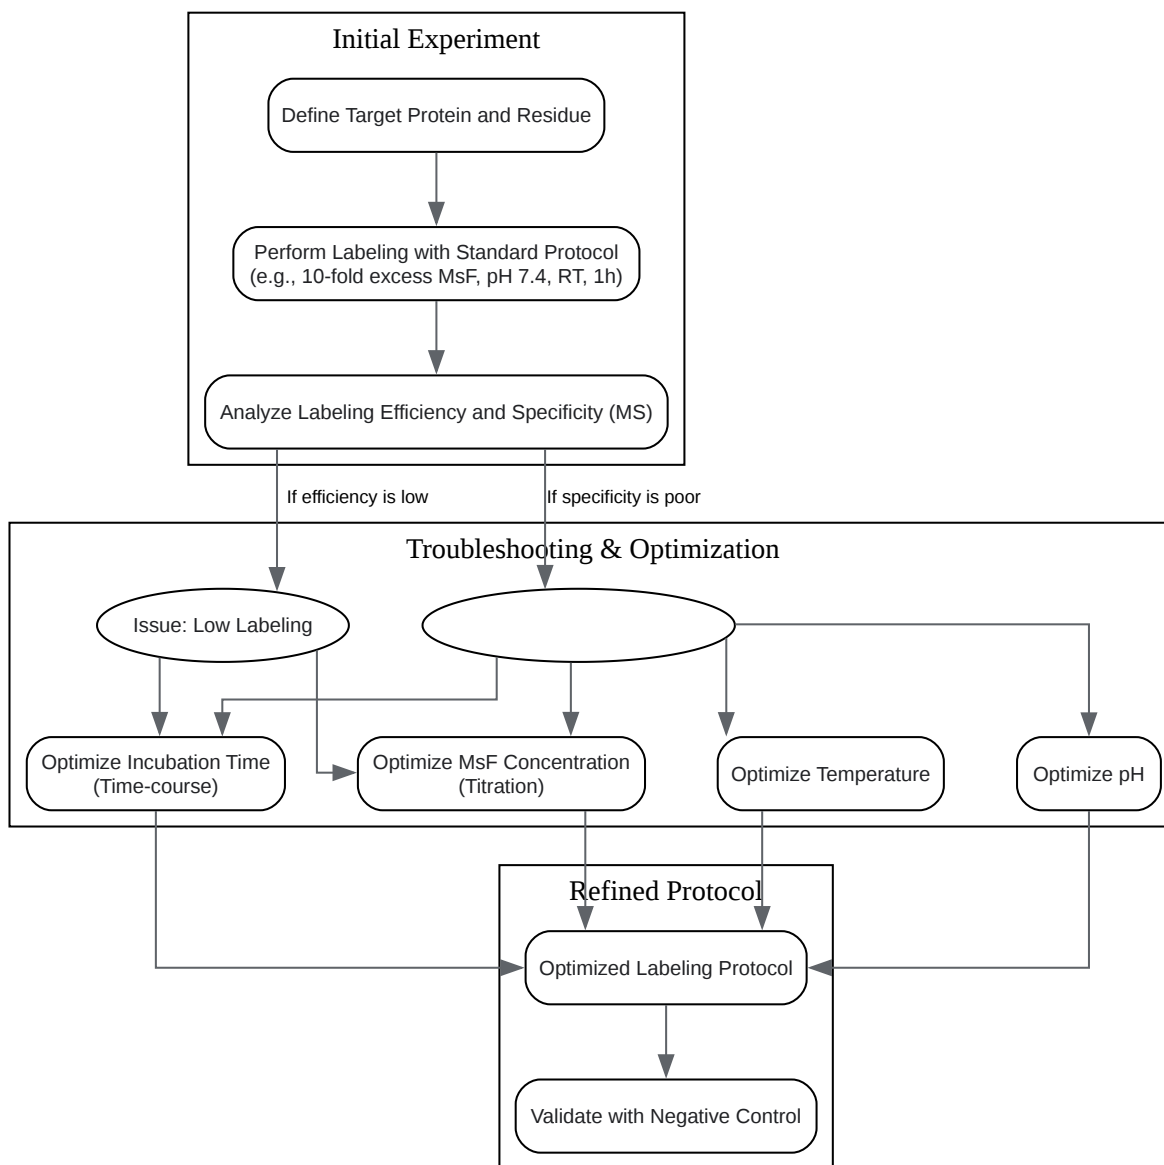 Initial Experiment
Define Target Protein and Residue
Perform Labeling with Standard Protocol
(e.g., 10-fold excess MsF, pH 7.4, RT, 1h)
Analyze Labeling Efficiency and Specificity (MS)
If efficiency is low
If specificity is poor
Troubleshooting & Optimization
Issue: Low Labeling
Optimize Incubation Time
(Time-course)
Optimize MsF Concentration
(Titration)
Optimize Temperature
Optimize pH
Refined Protocol
Optimized Labeling Protocol
Validate with Negative Control